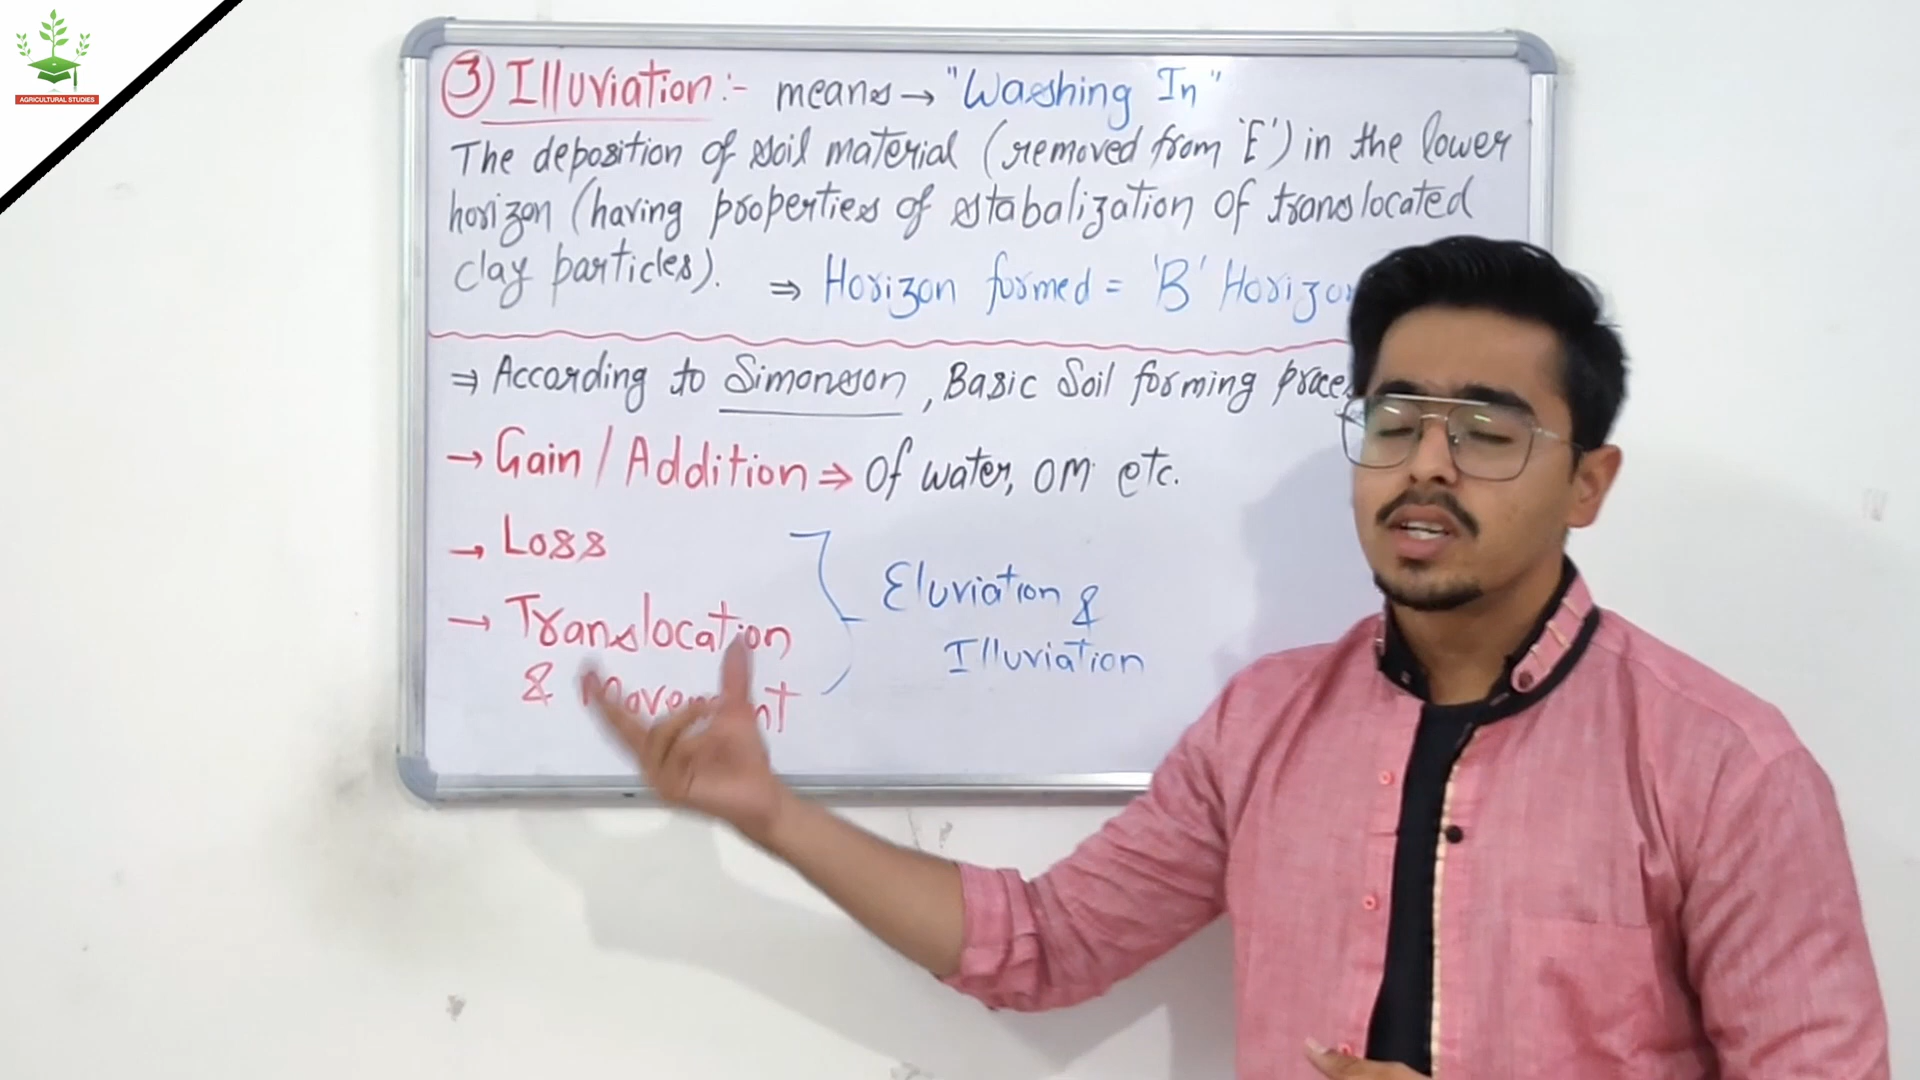 AGRICULTURAL STUDIES
③ Illuviation :- means → "Washing In"
The deposition of soil material (removed from 'E') in the lower
horizon (having properties of stabalization of translocated
clay particles). ⇒ Horizon formed = 'B' Horizon
⇒ According to Simonson, Basic Soil forming
→ Gain / Addition ⇒ Of water, OM etc.
→ Loss
Eluviation &
→ Translocation
Illuviation
& Movement